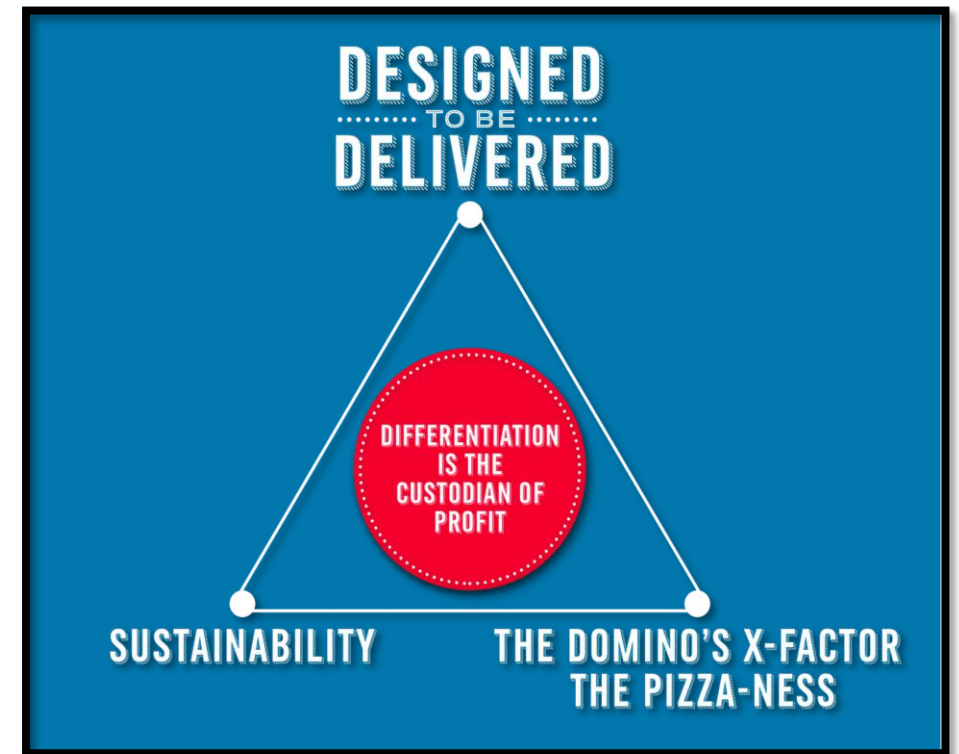 DESIGNED
TO BE
DELIVERED
DIFFERENTIATION
IS THE
CUSTODIAN OF
PROFIT
SUSTAINABILITY
THE DOMINO'S X-FACTOR
THE PIZZA-NESS